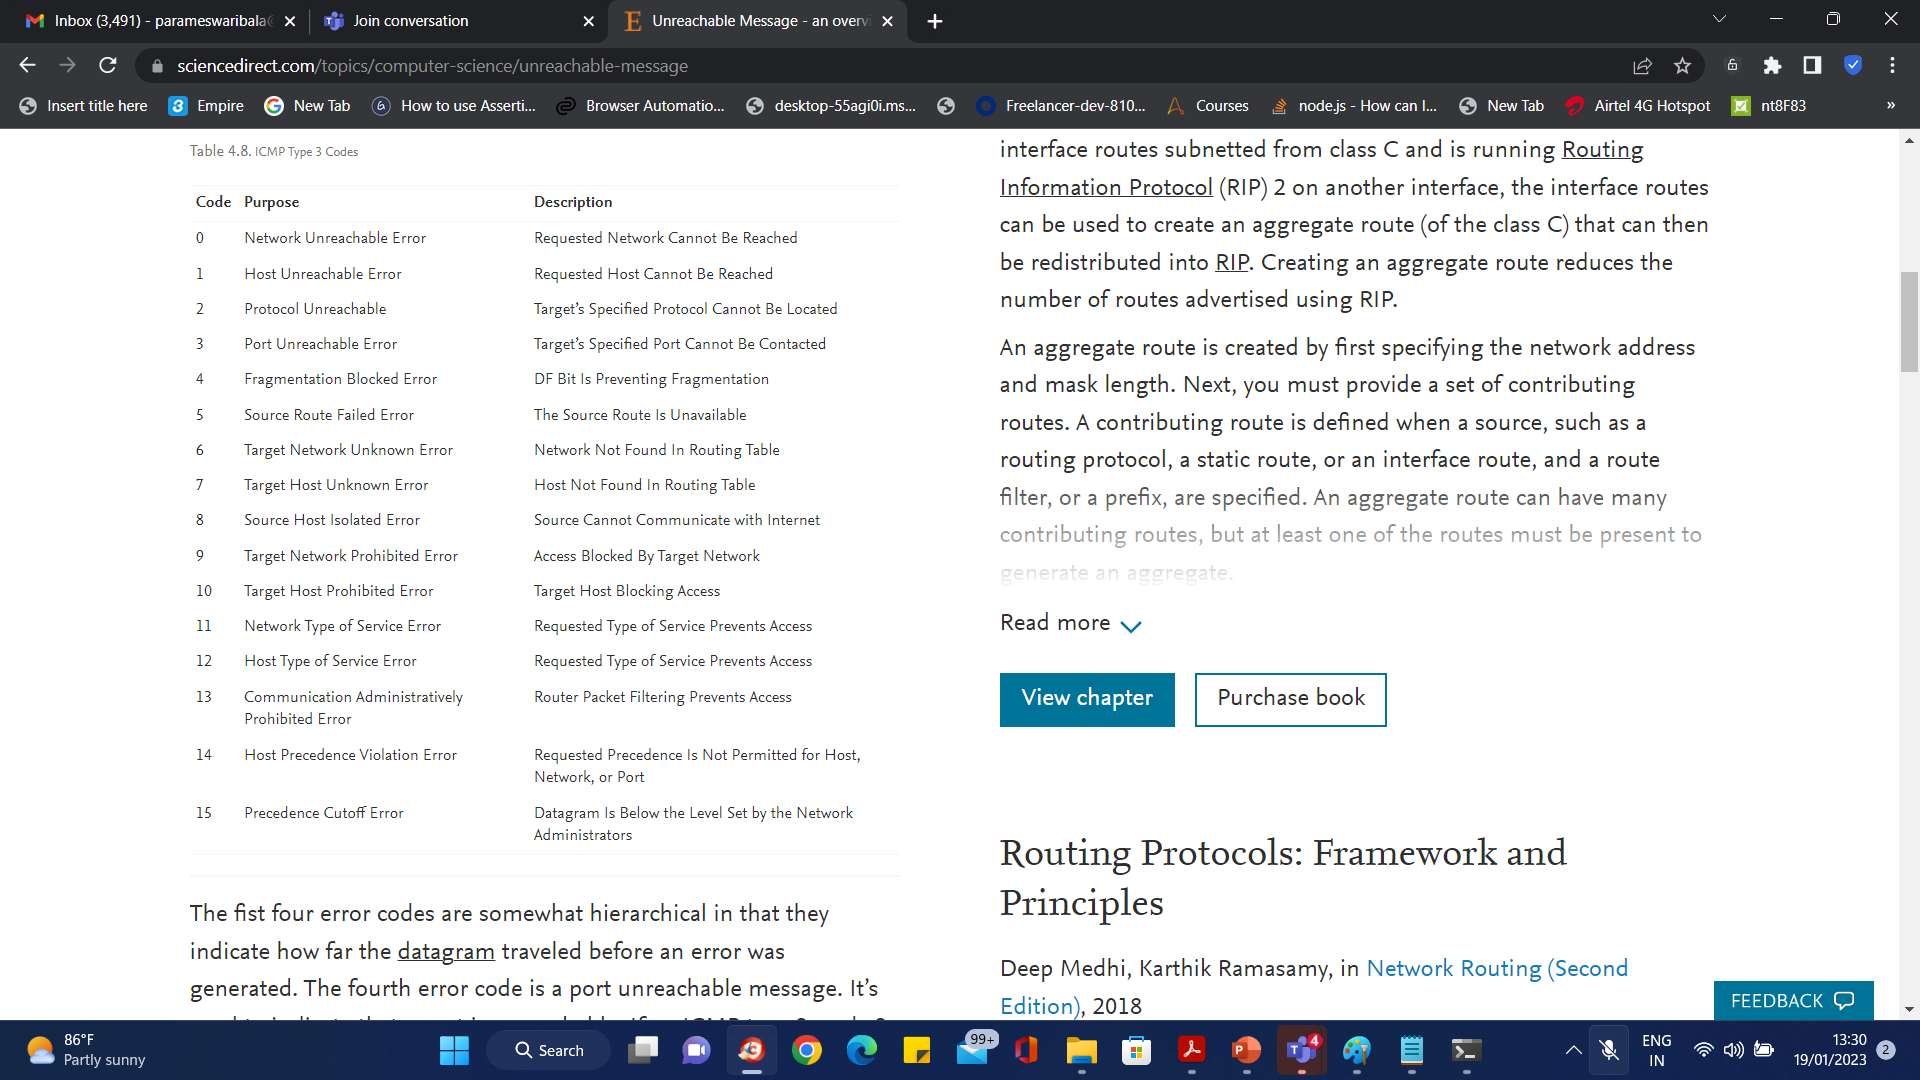 Inbox (3,491) - parameswaribala
Join conversation
Unreachable Message - an overv
sciencedirect.com/topics/computer-science/unreachable-message
Insert title here
Empire
New Tab
How to use Asserti...
Browser Automatio...
desktop-55agi0i.ms...
Freelancer-dev-810...
Courses
node.js - How can I...
New Tab
Airtel 4G Hotspot
nt8F83
»
Table 4.8. ICMP Type 3 Codes
Code Purpose Description
0 Network Unreachable Error Requested Network Cannot Be Reached
1 Host Unreachable Error Requested Host Cannot Be Reached
2 Protocol Unreachable Target’s Specified Protocol Cannot Be Located
3 Port Unreachable Error Target’s Specified Port Cannot Be Contacted
4 Fragmentation Blocked Error DF Bit Is Preventing Fragmentation
5 Source Route Failed Error The Source Route Is Unavailable
6 Target Network Unknown Error Network Not Found In Routing Table
7 Target Host Unknown Error Host Not Found In Routing Table
8 Source Host Isolated Error Source Cannot Communicate with Internet
9 Target Network Prohibited Error Access Blocked By Target Network
10 Target Host Prohibited Error Target Host Blocking Access
11 Network Type of Service Error Requested Type of Service Prevents Access
12 Host Type of Service Error Requested Type of Service Prevents Access
13 Communication Administratively Router Packet Filtering Prevents Access
Prohibited Error
14 Host Precedence Violation Error Requested Precedence Is Not Permitted for Host,
Network, or Port
15 Precedence Cutoff Error Datagram Is Below the Level Set by the Network
Administrators
The fist four error codes are somewhat hierarchical in that they
indicate how far the datagram traveled before an error was
generated. The fourth error code is a port unreachable message. It’s
interface routes subnetted from class C and is running Routing
Information Protocol (RIP) 2 on another interface, the interface routes
can be used to create an aggregate route (of the class C) that can then
be redistributed into RIP. Creating an aggregate route reduces the
number of routes advertised using RIP.
An aggregate route is created by first specifying the network address
and mask length. Next, you must provide a set of contributing
routes. A contributing route is defined when a source, such as a
routing protocol, a static route, or an interface route, and a route
filter, or a prefix, are specified. An aggregate route can have many
contributing routes, but at least one of the routes must be present to
generate an aggregate.
Read more
View chapter
Purchase book
Routing Protocols: Framework and
Principles
Deep Medhi, Karthik Ramasamy, in Network Routing (Second
Edition), 2018
FEEDBACK
86°F
Partly sunny
Search
99+
4
ENG
IN
13:30
19/01/2023
2